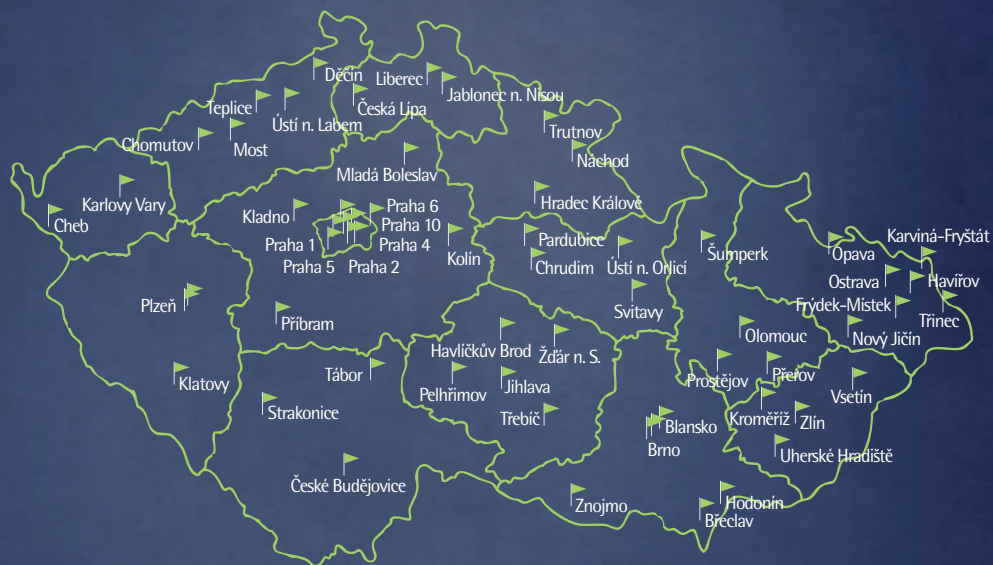 Děčín
Liberec
Jablonec n. Nisou
Teplice
Česká Lípa
Ústí n. Labem
Trutnov
Chomutov
Most
Náchod
Mladá Boleslav
Karlovy Vary
Hradec Králové
Cheb
Kladno
Praha 6
Praha 10
Praha 1
Praha 4
Praha 5
Praha 2
Kolín
Pardubice
Chrudim
Ústí n. Orlicí
Šumperk
Opava
Karviná-Fryštát
Ostrava
Havířov
Svitavy
Frýdek-Místek
Třinec
Plzeň
Příbram
Olomouc
Nový Jičín
Havlíčkův Brod
Žďár n. S.
Klatovy
Tábor
Pelhřimov
Jihlava
Prostějov
Přerov
Vsetín
Strakonice
Třebíč
Blansko
Kroměříž
Zlín
Brno
Uherské Hradiště
České Budějovice
Znojmo
Hodonín
Břeclav